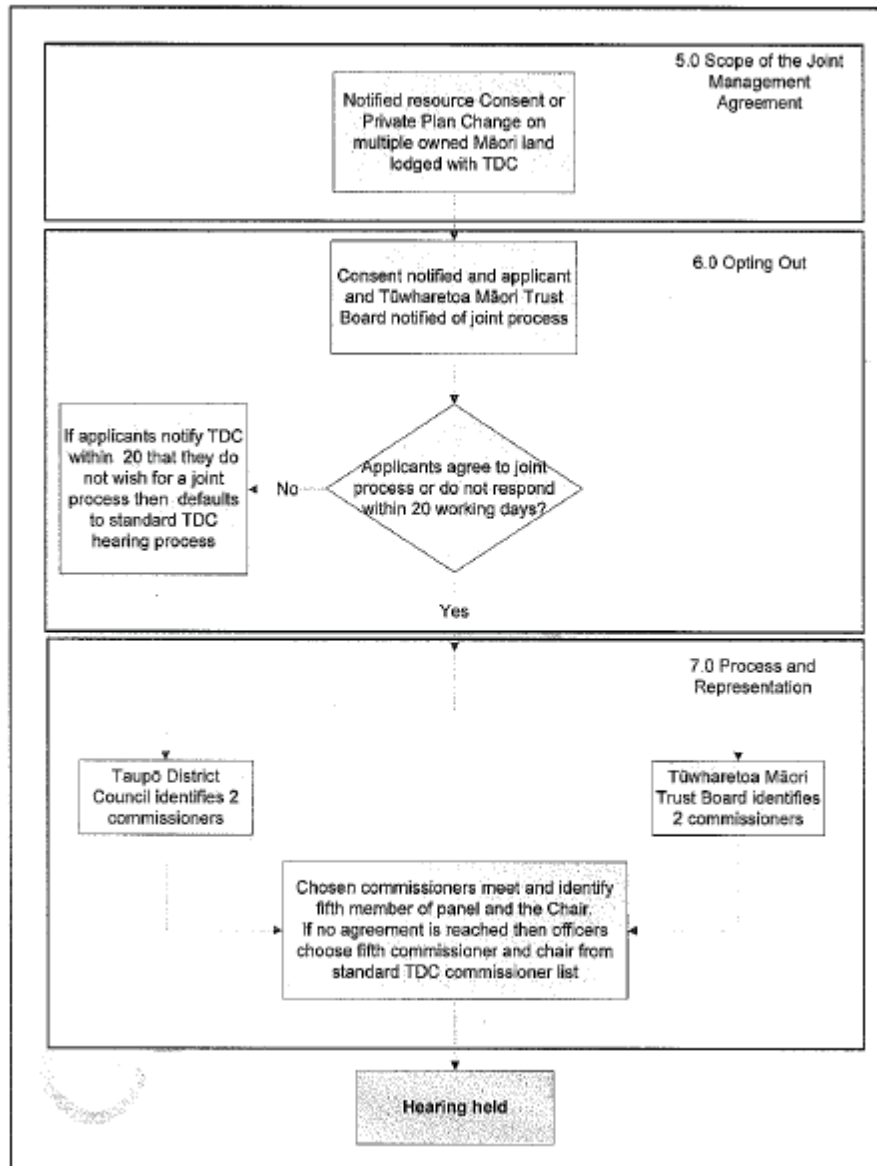 5.0 Scope of the Joint
Management
Agreement
Notified resource Consent or
Private Plan Change on
multiple owned Māori land
lodged with TDC
6.0 Opting Out
Consent notified and applicant
and Tūwharetoa Māori Trust
Board notified of joint process
If applicants notify TDC
within 20 that they do
not wish for a joint
process then defaults
to standard TDC
hearing process
No
Applicants agree to joint
process or do not respond
within 20 working days?
Yes
7.0 Process and
Representation
Taupō District
Council identifies 2
commissioners
Tūwharetoa Māori
Trust Board identifies
2 commissioners
Chosen commissioners meet and identify
fifth member of panel and the Chair.
If no agreement is reached then officers
choose fifth commissioner and chair from
standard TDC commissioner list
Hearing held